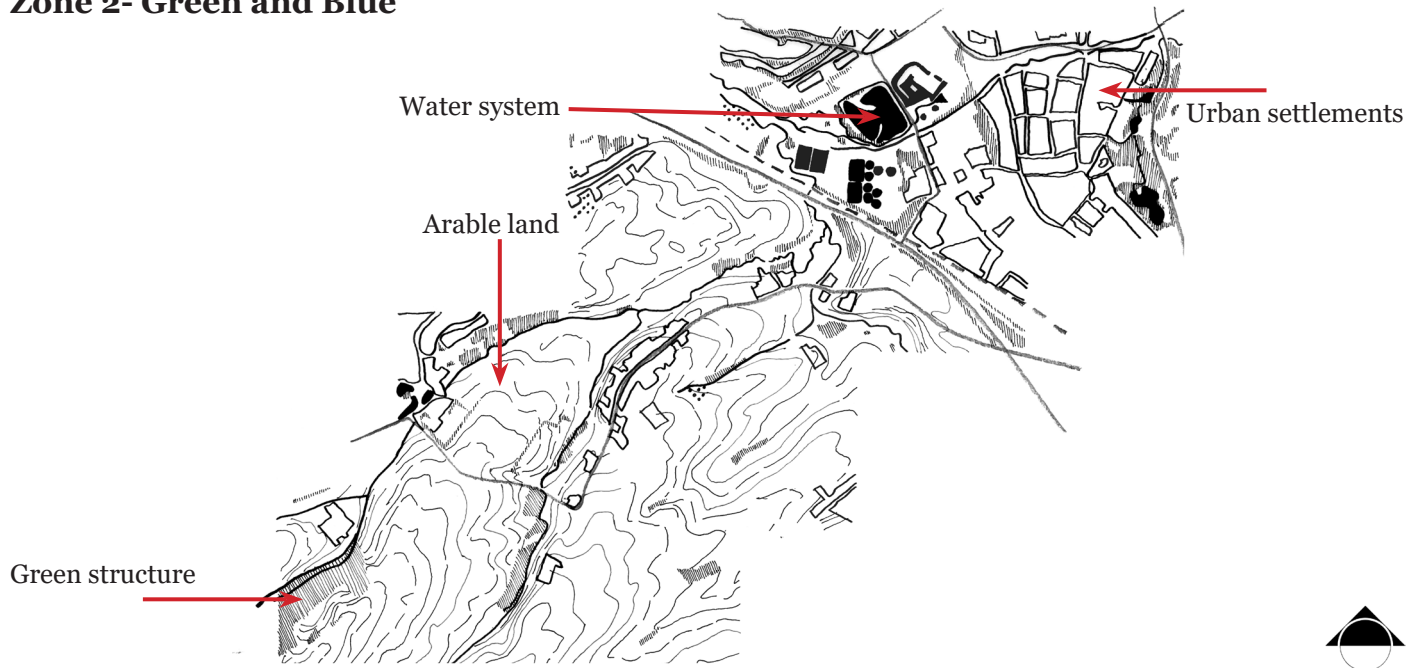 Zone 2- Green and Blue
Water system
Urban settlements
Arable land
Green structure